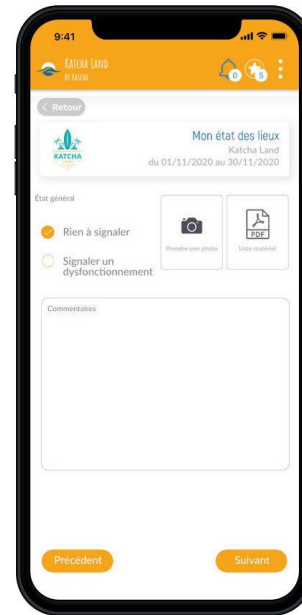 9:41
KATCHA LAND
BY KATCHA
0
5
< Retour
KATCHA
Mon état des lieux
Katcha Land
du 01/11/2020 au 30/11/2020
État général
Rien à signaler
Signaler un
dysfonctionnement
Prendre une photo
PDF
Liste matériel
Commentaires
Précédent
Suivant